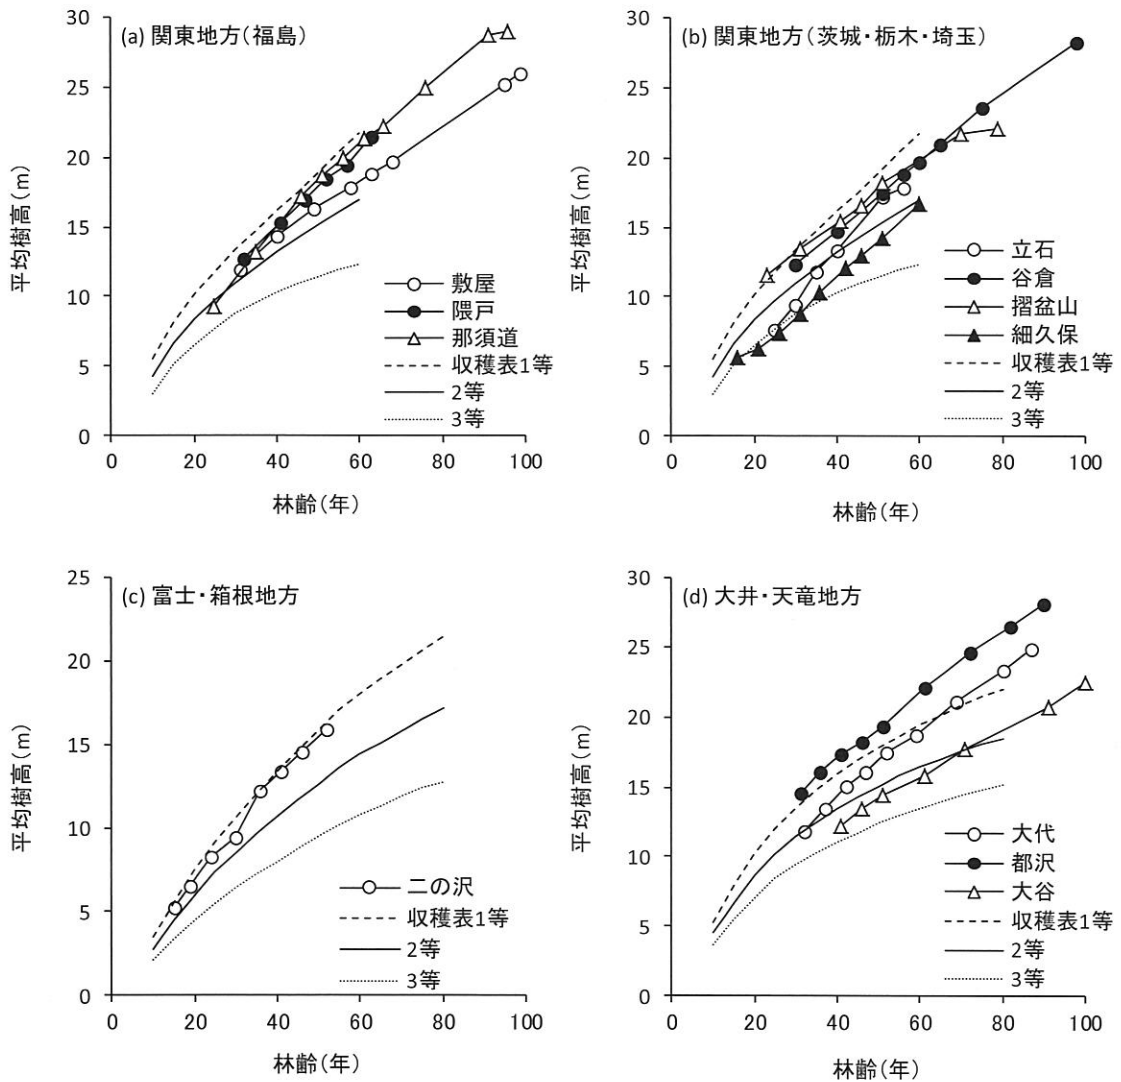 (a) 関東地方(福島)
30
25
20
15
10
5
0
平均樹高(m)
0 20 40 60 80 100
林齢(年)
敷屋
隈戸
那須道
収穫表1等
2等
3等
(b) 関東地方(茨城・栃木・埼玉)
30
25
20
15
10
5
0
平均樹高(m)
0 20 40 60 80 100
林齢(年)
立石
谷倉
摺盆山
細久保
収穫表1等
2等
3等
(c) 富士・箱根地方
25
20
15
10
5
0
平均樹高(m)
0 20 40 60 80 100
林齢(年)
二の沢
収穫表1等
2等
3等
(d) 大井・天竜地方
30
25
20
15
10
5
0
平均樹高(m)
0 20 40 60 80 100
林齢(年)
大代
都沢
大谷
収穫表1等
2等
3等